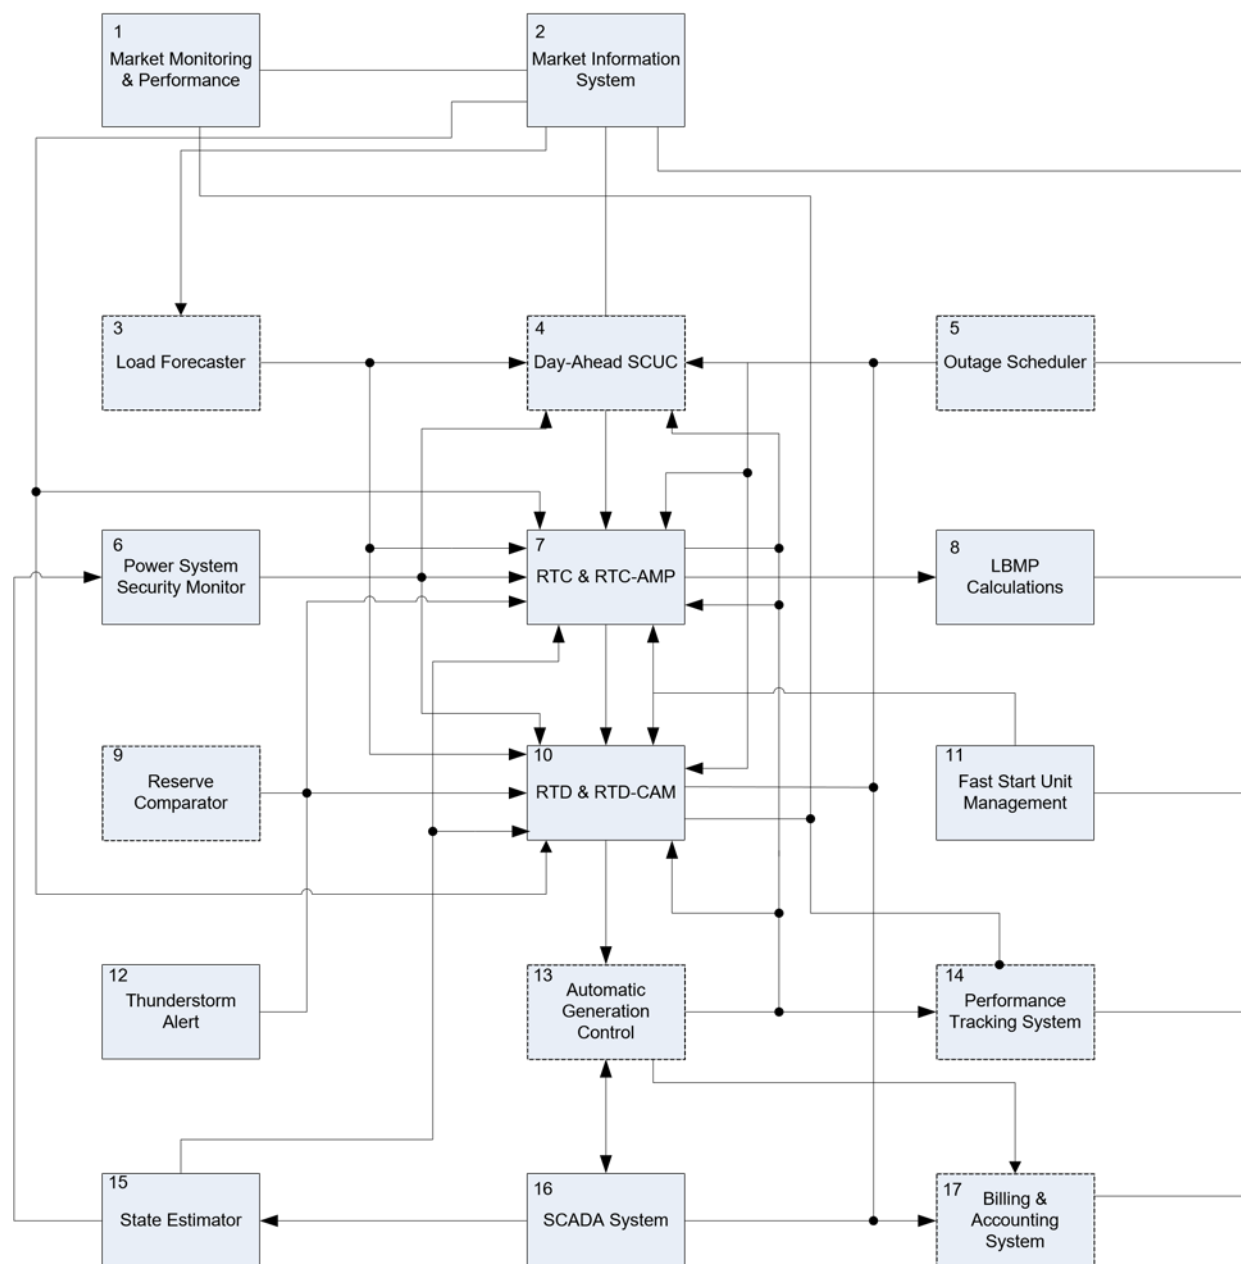 1
Market Monitoring
& Performance
2
Market Information
System
3
Load Forecaster
4
Day-Ahead SCUC
5
Outage Scheduler
6
Power System
Security Monitor
7
RTC & RTC-AMP
8
LBMP
Calculations
9
Reserve
Comparator
10
RTD & RTD-CAM
11
Fast Start Unit
Management
12
Thunderstorm
Alert
13
Automatic
Generation
Control
14
Performance
Tracking System
15
State Estimator
16
SCADA System
17
Billing &
Accounting
System